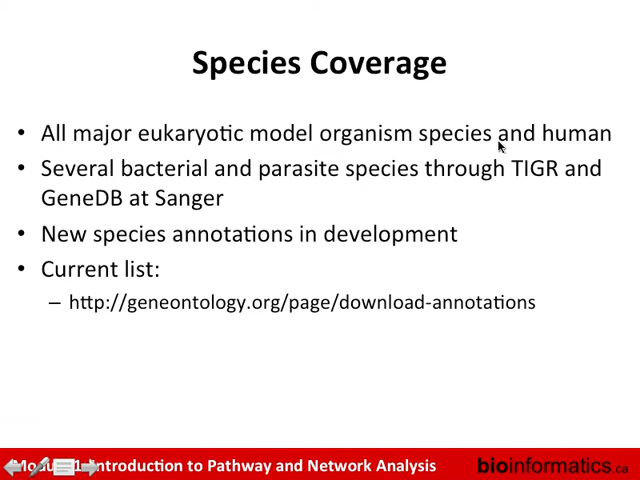 Species Coverage
• All major eukaryotic model organism species and human
• Several bacterial and parasite species through TIGR and
GeneDB at Sanger
• New species annotations in development
• Current list:
– http://geneontology.org/page/download-annotations
Module 1: Introduction to Pathway and Network Analysis
bioinformatics.ca